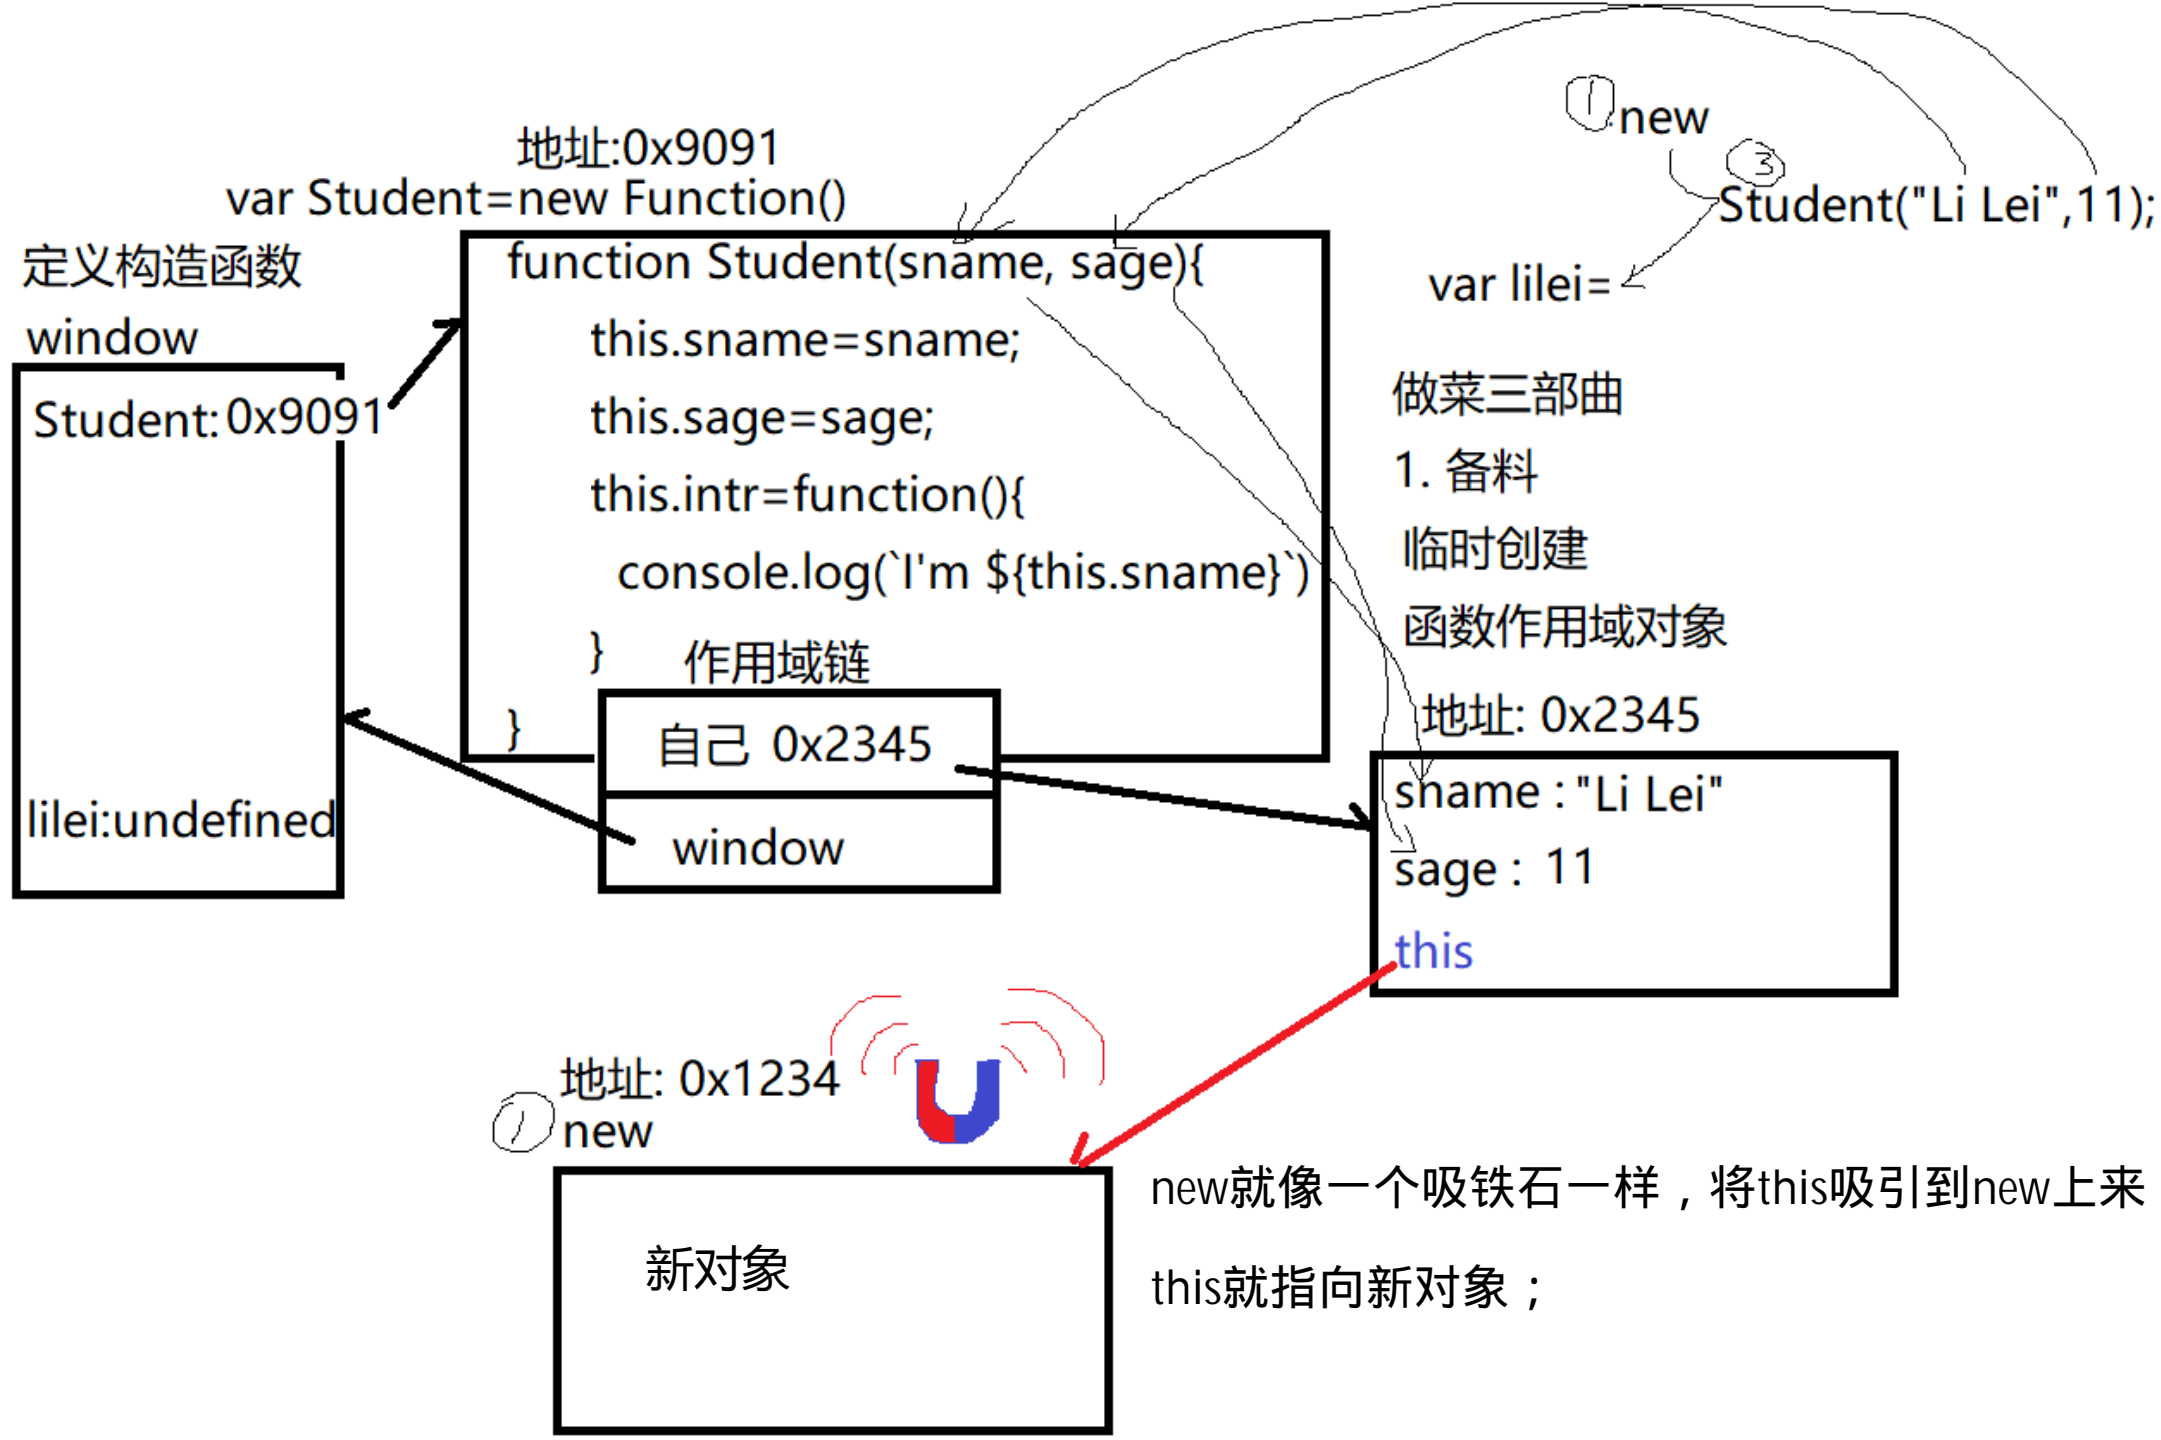 地址:0x9091
var Student=new Function()
定义构造函数
window
Student:0x9091
lilei:undefined
function Student(sname, sage){
this.sname=sname;
this.sage=sage;
this.intr=function(){
console.log(`I'm ${this.sname}`)
}
}
作用域链
自己 0x2345
window
① new
③
Student("Li Lei",11);
var lilei=
做菜三部曲
1. 备料
临时创建
函数作用域对象
地址: 0x2345
sname : "Li Lei"
sage : 11
this
地址: 0x1234
① new
新对象
new就像一个吸铁石一样，将this吸引到new上来
this就指向新对象；